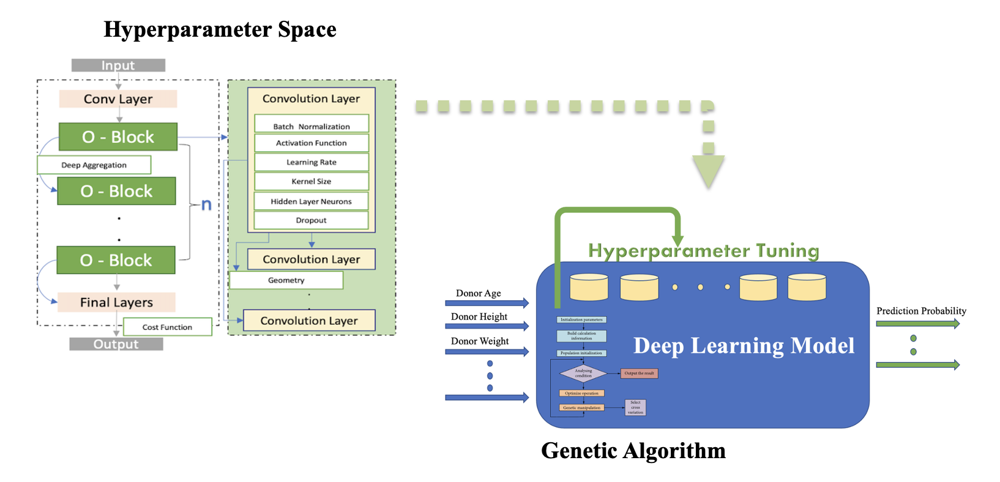 Hyperparameter Space
Input
Conv Layer
O - Block
Deep Aggregation
O - Block
n
O - Block
Final Layers
Cost Function
Output
Convolution Layer
Batch Normalization
Activation Function
Learning Rate
Kernel Size
Hidden Layer Neurons
Dropout
Convolution Layer
Geometry
Convolution Layer
Hyperparameter Tuning
Donor Age
Donor Height
Donor Weight
Initialization parameters
Build calculation
information
Population initialization
Analysing
condition
Output the result
Optimize operation
Genetic manipulation
Select
cross
variation
Deep Learning Model
Prediction Probability
Genetic Algorithm